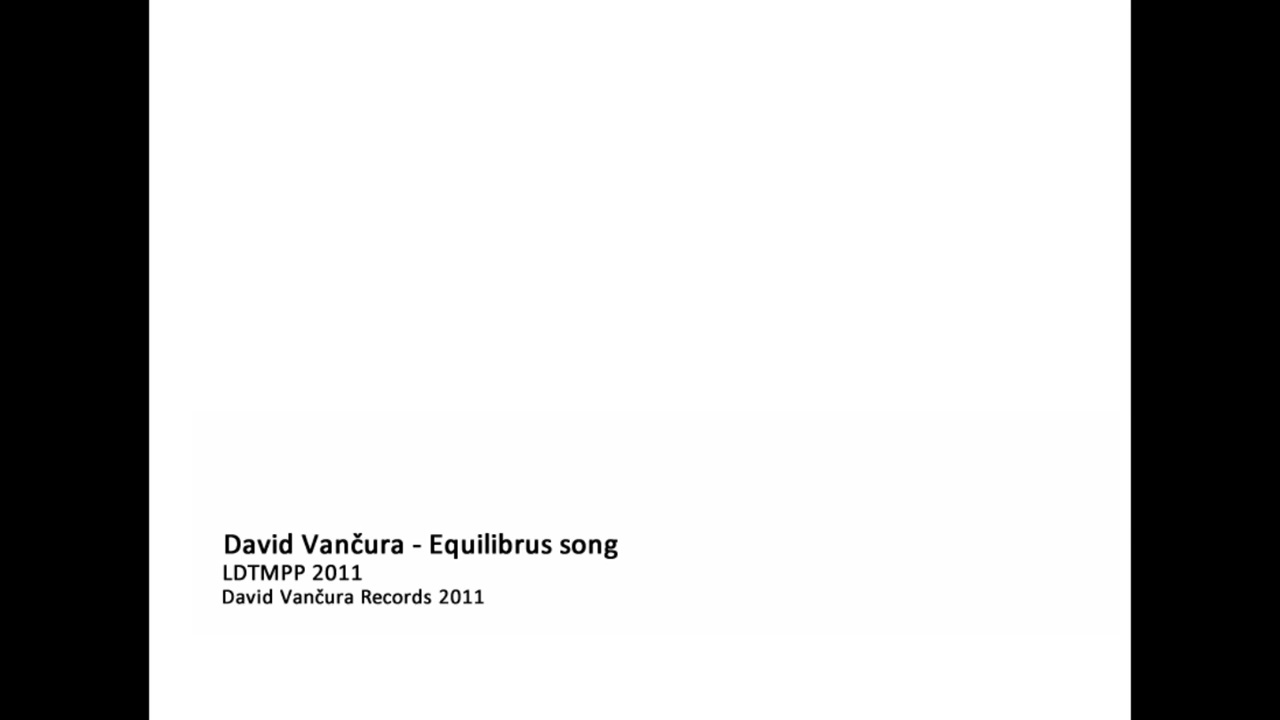 David Vančura - Equilibrus song
LDTMPP 2011
David Vančura Records 2011